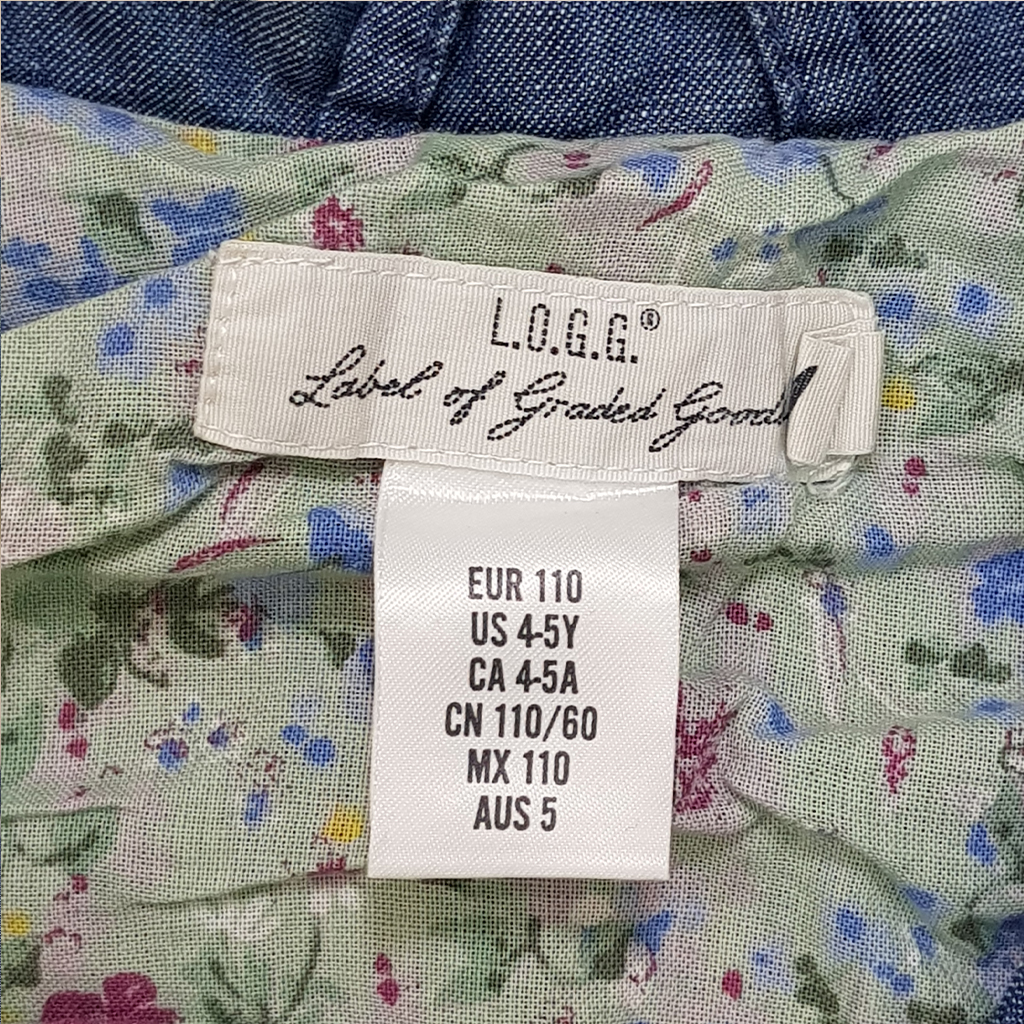 L.O.G.G.®
Label of Graded Goods
EUR 110
US 4-5Y
CA 4-5A
CN 110/60
MX 110
AUS 5